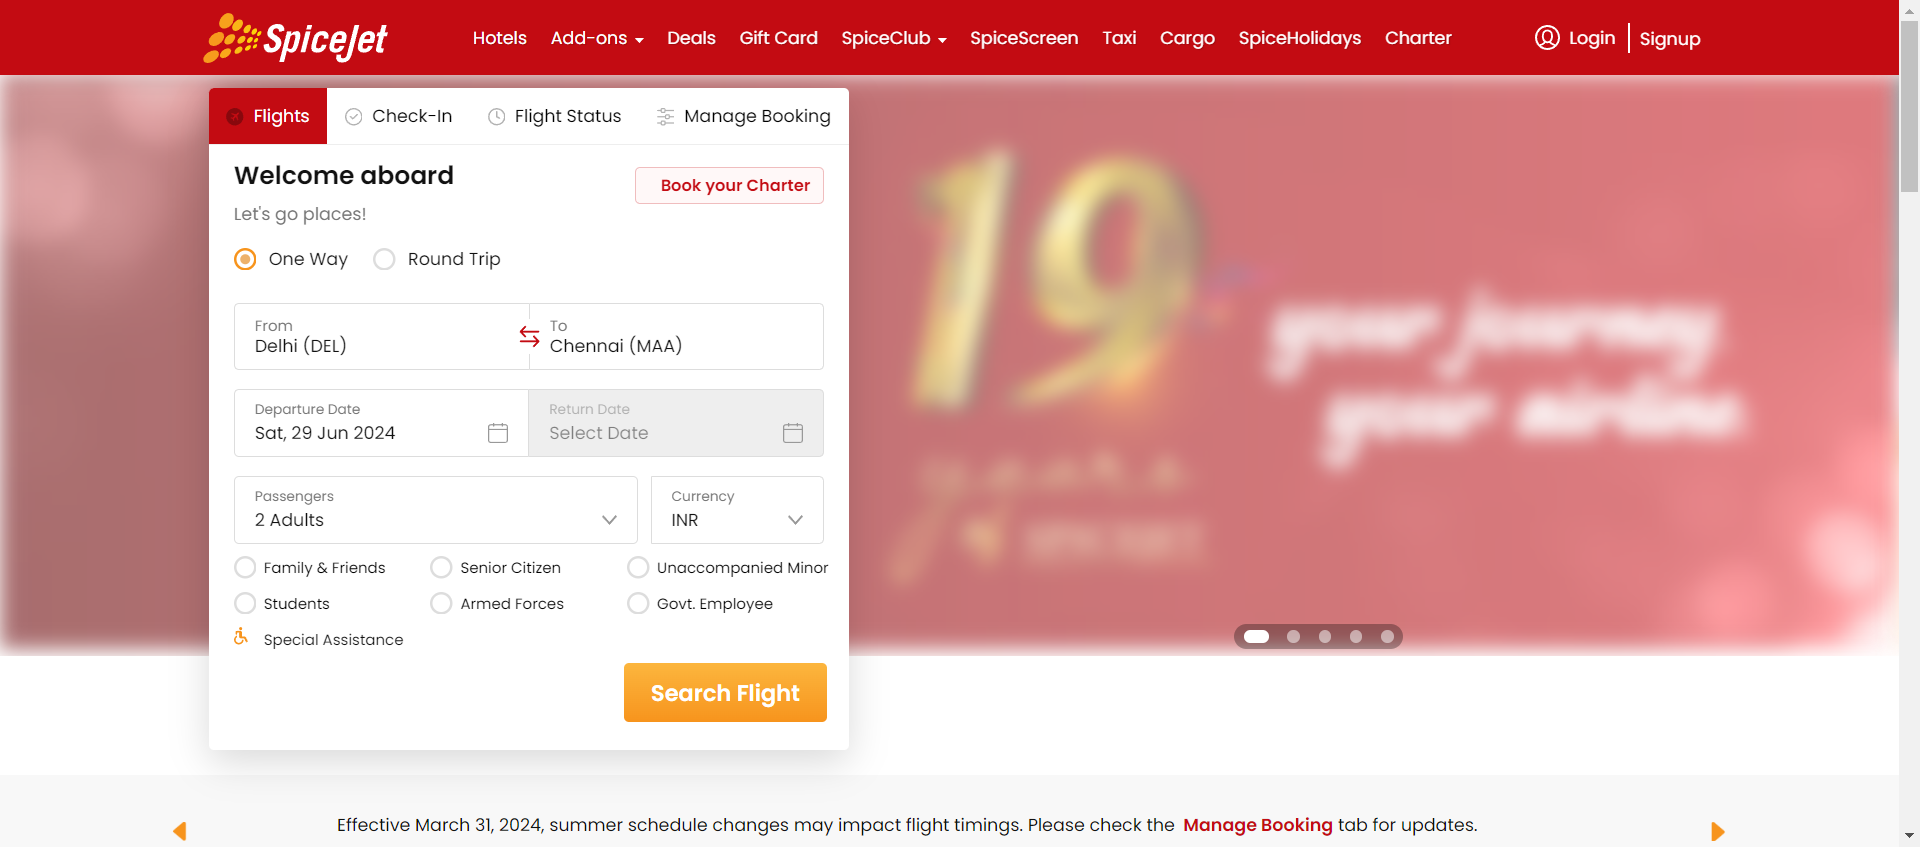 SpiceJet
Hotels Add-ons Deals Gift Card SpiceClub SpiceScreen Taxi Cargo SpiceHolidays Charter Login Signup
Flights Check-In Flight Status Manage Booking
Welcome aboard
Book your Charter
Let's go places!
One Way Round Trip
From To
Delhi (DEL) Chennai (MAA)
Departure Date Return Date
Sat, 29 Jun 2024 Select Date
Passengers Currency
2 Adults INR
Family & Friends Senior Citizen Unaccompanied Minor
Students Armed Forces Govt. Employee
Special Assistance
Search Flight
19
your journey
your airline.
Effective March 31, 2024, summer schedule changes may impact flight timings. Please check the Manage Booking tab for updates.